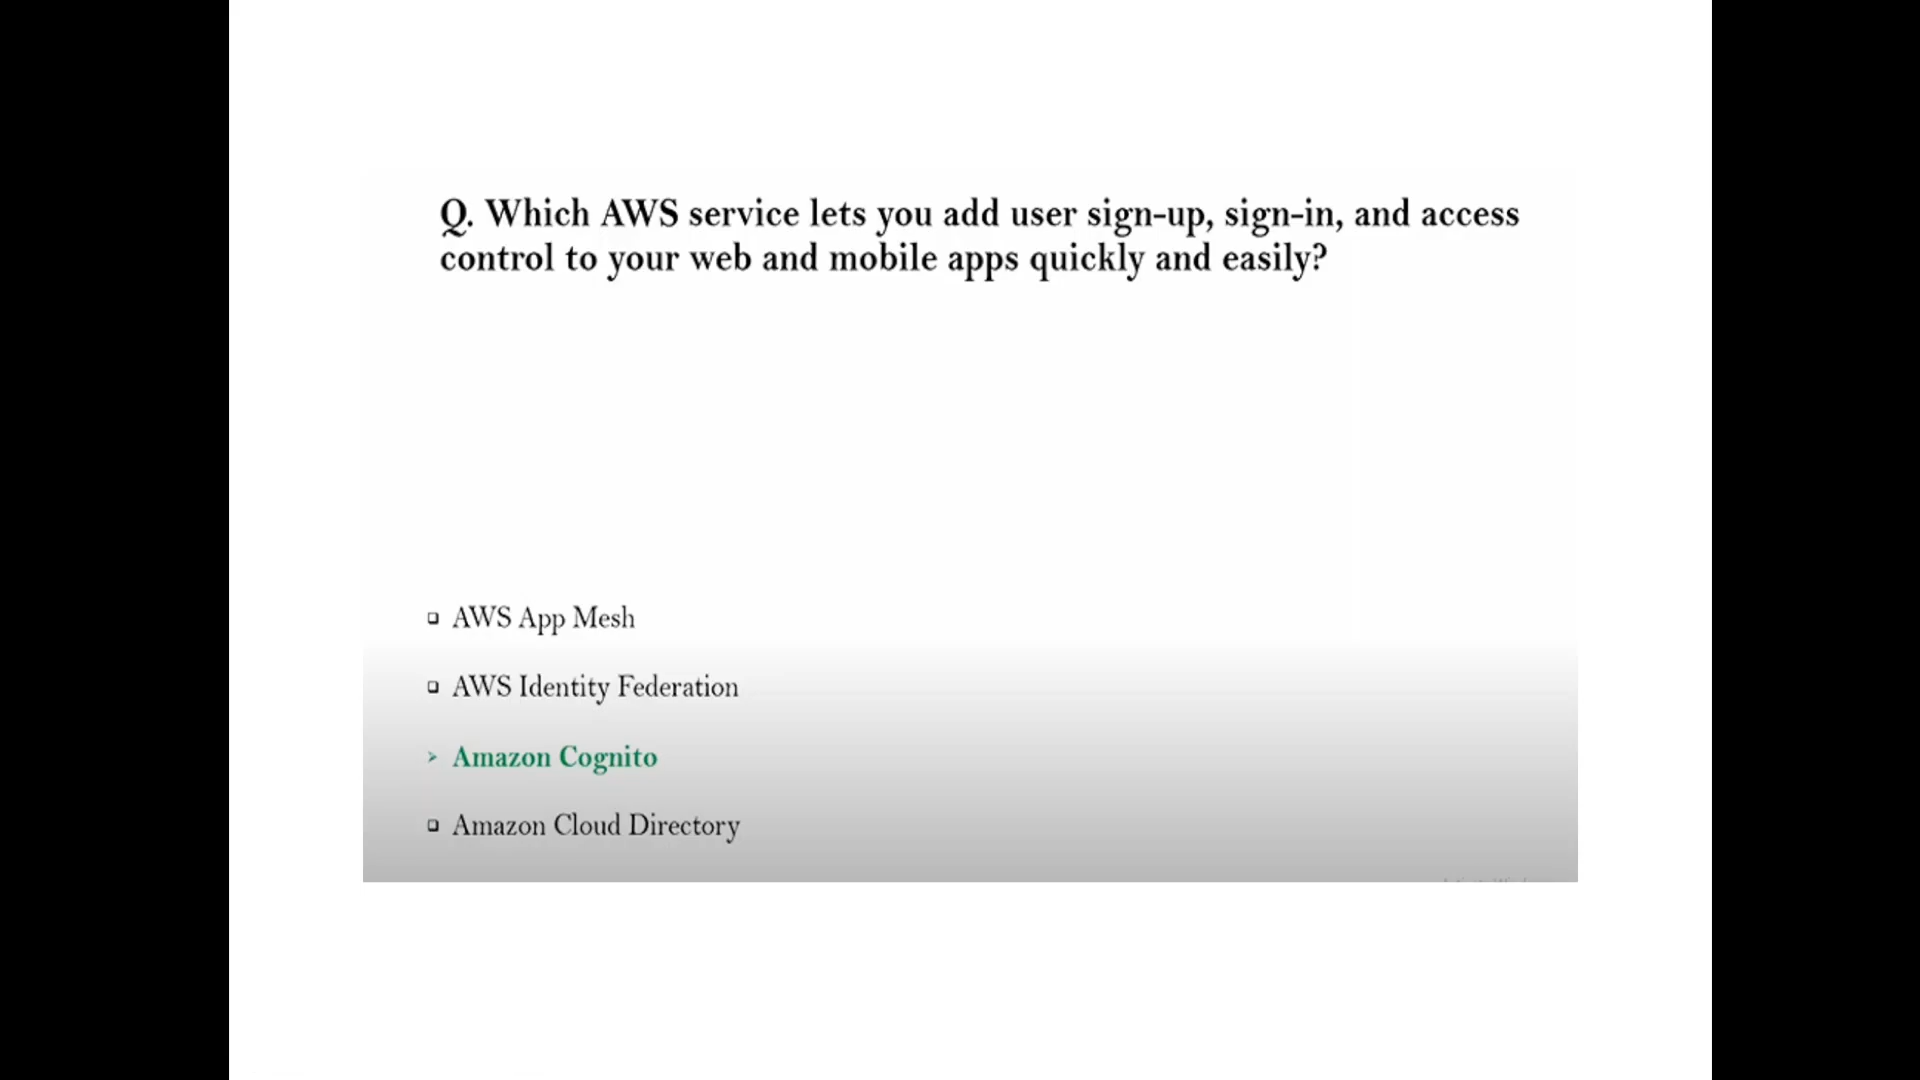 Q. Which AWS service lets you add user sign-up, sign-in, and access
control to your web and mobile apps quickly and easily?
AWS App Mesh
AWS Identity Federation
Amazon Cognito
Amazon Cloud Directory